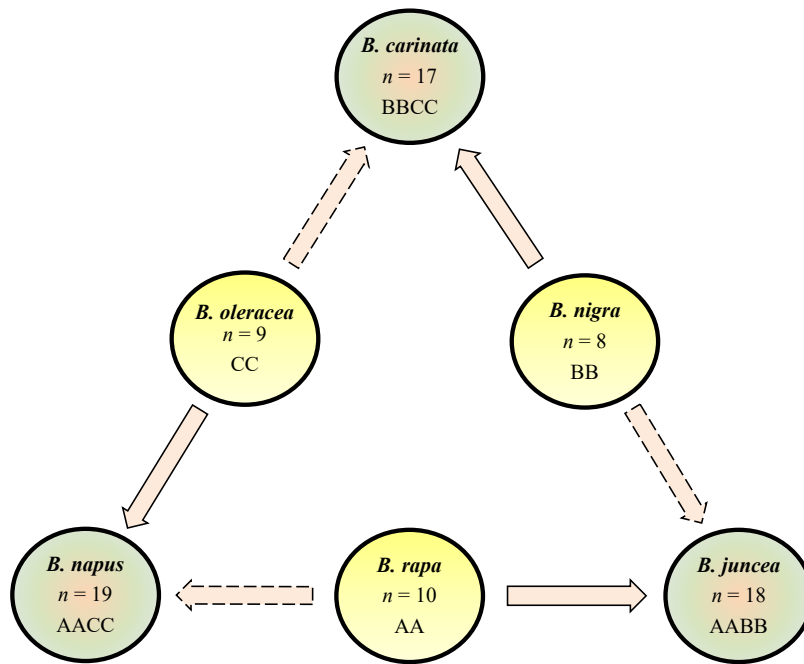 B. carinata
n = 17
BBCC
B. oleracea
n = 9
CC
B. nigra
n = 8
BB
B. napus
n = 19
AACC
B. rapa
n = 10
AA
B. juncea
n = 18
AABB